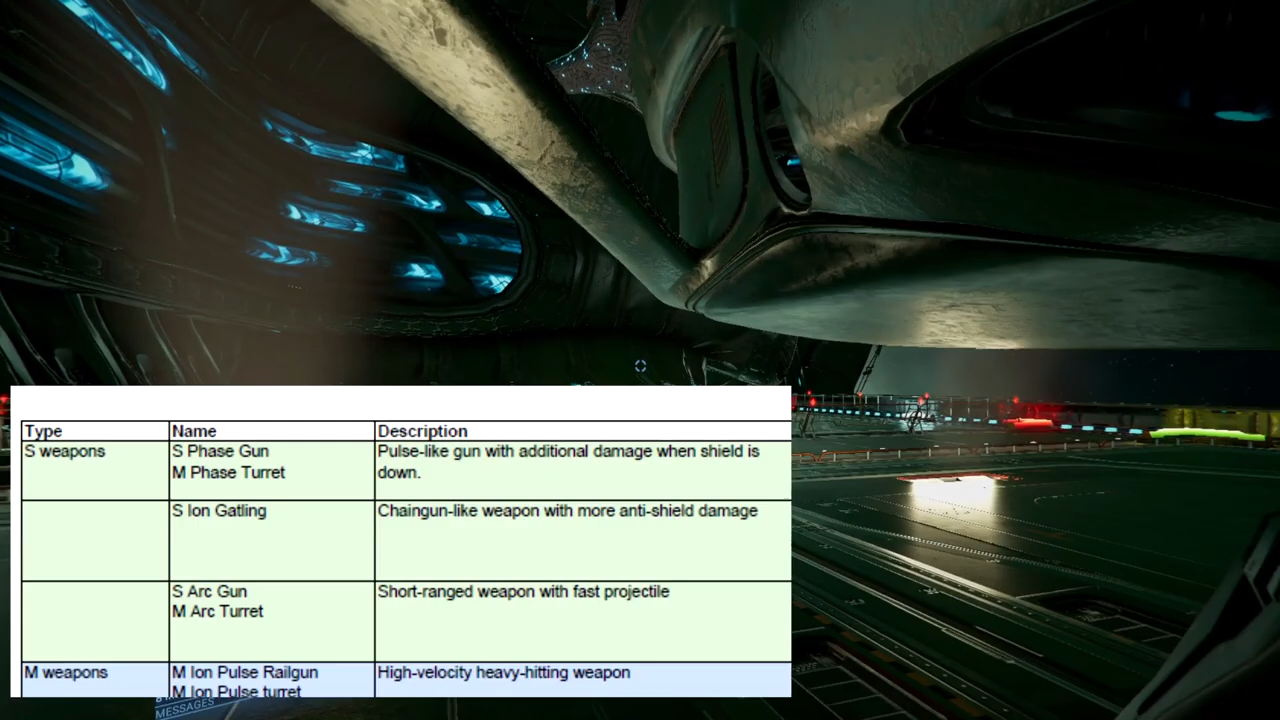 Type Name Description
S weapons S Phase Gun Pulse-like gun with additional damage when shield is
M Phase Turret down.
S Ion Gatling Chaingun-like weapon with more anti-shield damage
S Arc Gun Short-ranged weapon with fast projectile
M Arc Turret
M weapons M Ion Pulse Railgun High-velocity heavy-hitting weapon
M Ion Pulse turret
MESSAGES